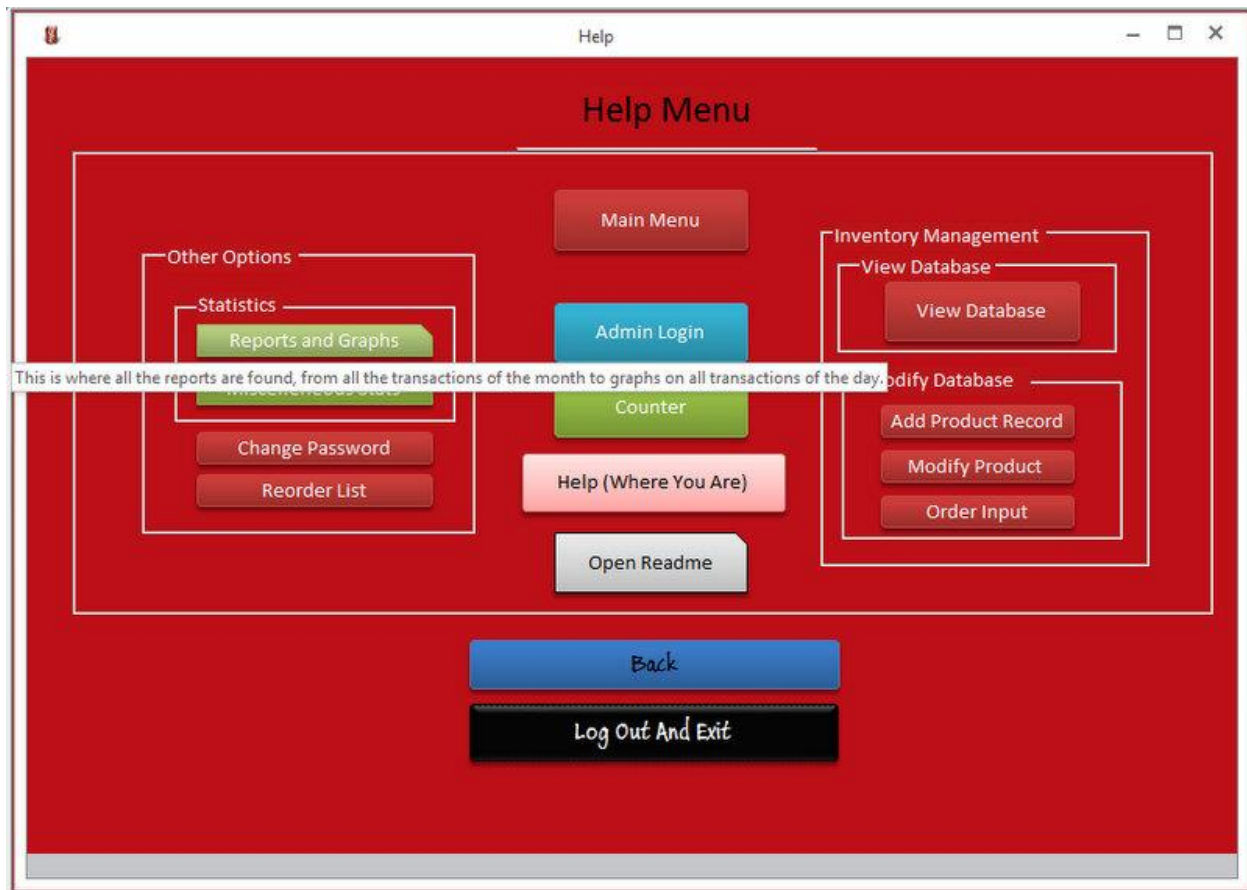 Help
Help Menu
Main Menu
Other Options
Statistics
Reports and Graphs
This is where all the reports are found, from all the transactions of the month to graphs on all transactions of the day.
Change Password
Reorder List
Admin Login
Counter
Help (Where You Are)
Open Readme
Inventory Management
View Database
View Database
Add Product Record
Modify Product
Order Input
Back
Log Out And Exit